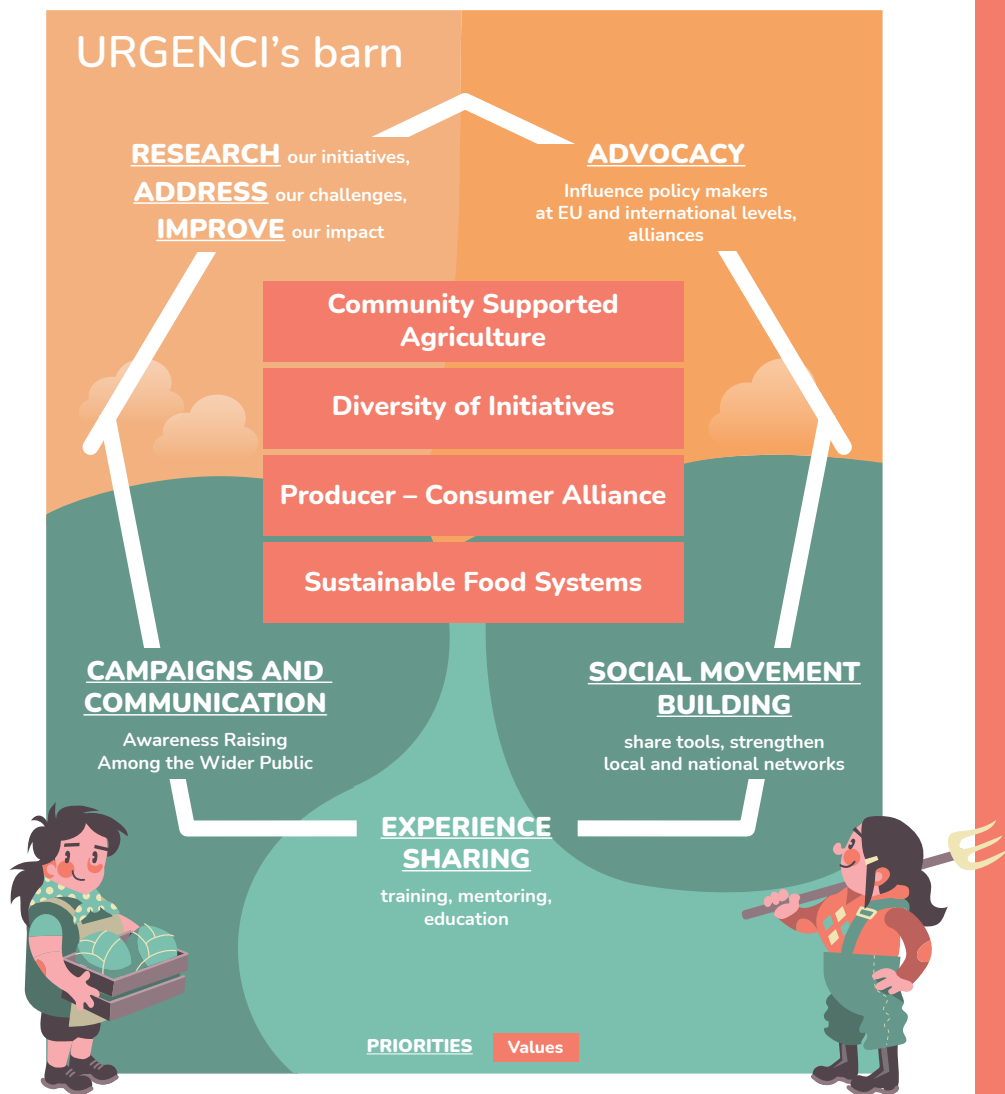 URGENCI's barn
RESEARCH our initiatives,
ADDRESS our challenges,
IMPROVE our impact
ADVOCACY
Influence policy makers
at EU and international levels,
alliances
Community Supported
Agriculture
Diversity of Initiatives
Producer – Consumer Alliance
Sustainable Food Systems
CAMPAIGNS AND
COMMUNICATION
Awareness Raising
Among the Wider Public
SOCIAL MOVEMENT
BUILDING
share tools, strengthen
local and national networks
EXPERIENCE
SHARING
training, mentoring,
education
PRIORITIES Values